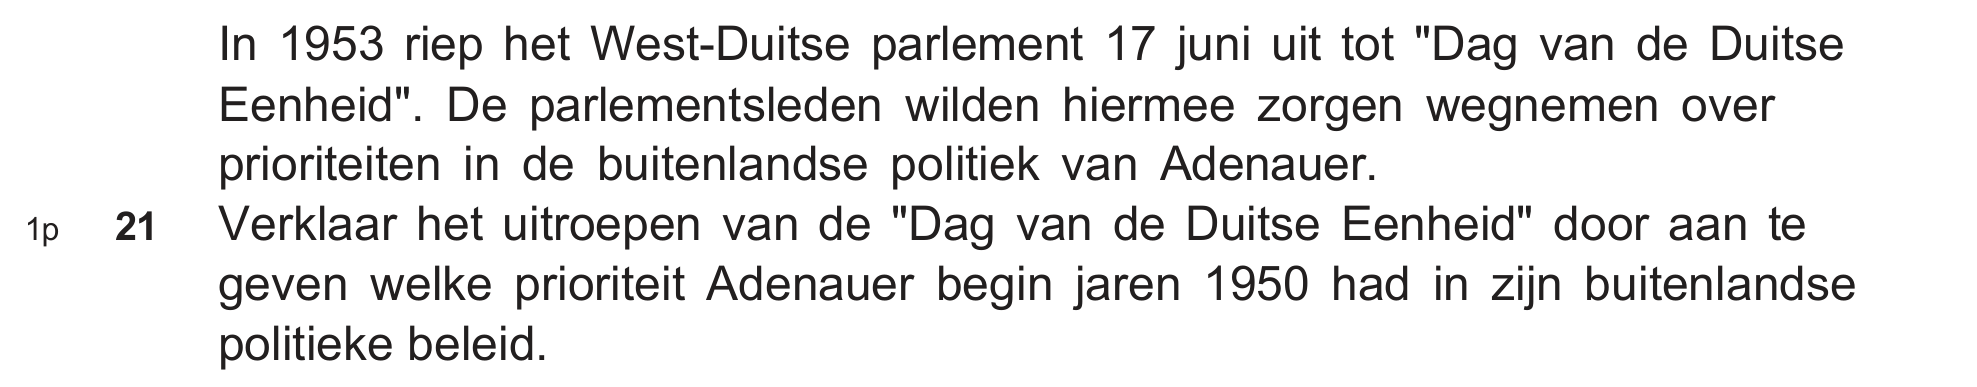 In 1953 riep het West-Duitse parlement 17 juni uit tot "Dag van de Duitse
Eenheid". De parlementsleden wilden hiermee zorgen wegnemen over
prioriteiten in de buitenlandse politiek van Adenauer.
1p 21 Verklaar het uitroepen van de "Dag van de Duitse Eenheid" door aan te
geven welke prioriteit Adenauer begin jaren 1950 had in zijn buitenlandse
politieke beleid.